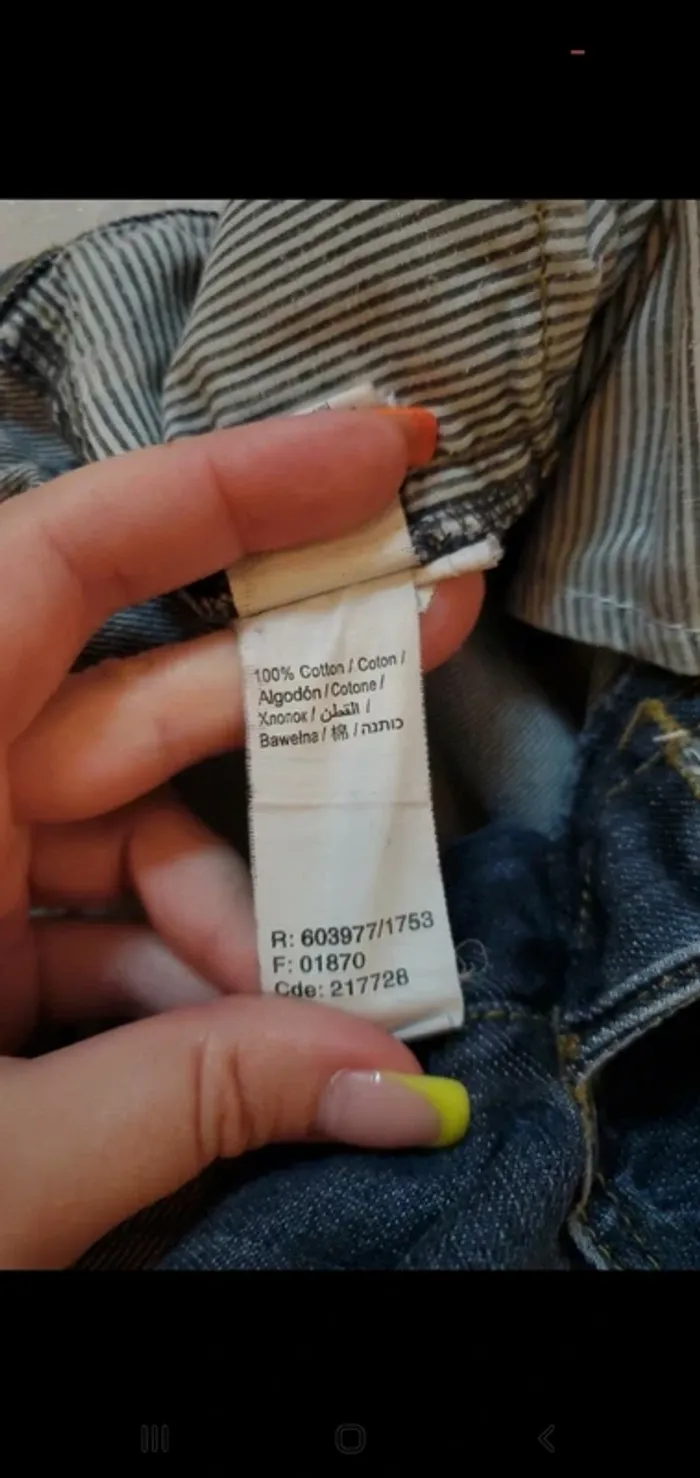 100% Cotton / Coton /
Algodón / Cotone /
Хлопок / القطن /
Bawełna / 棉 / כותנה
R: 603977/1753
F: 01870
Cde: 217728